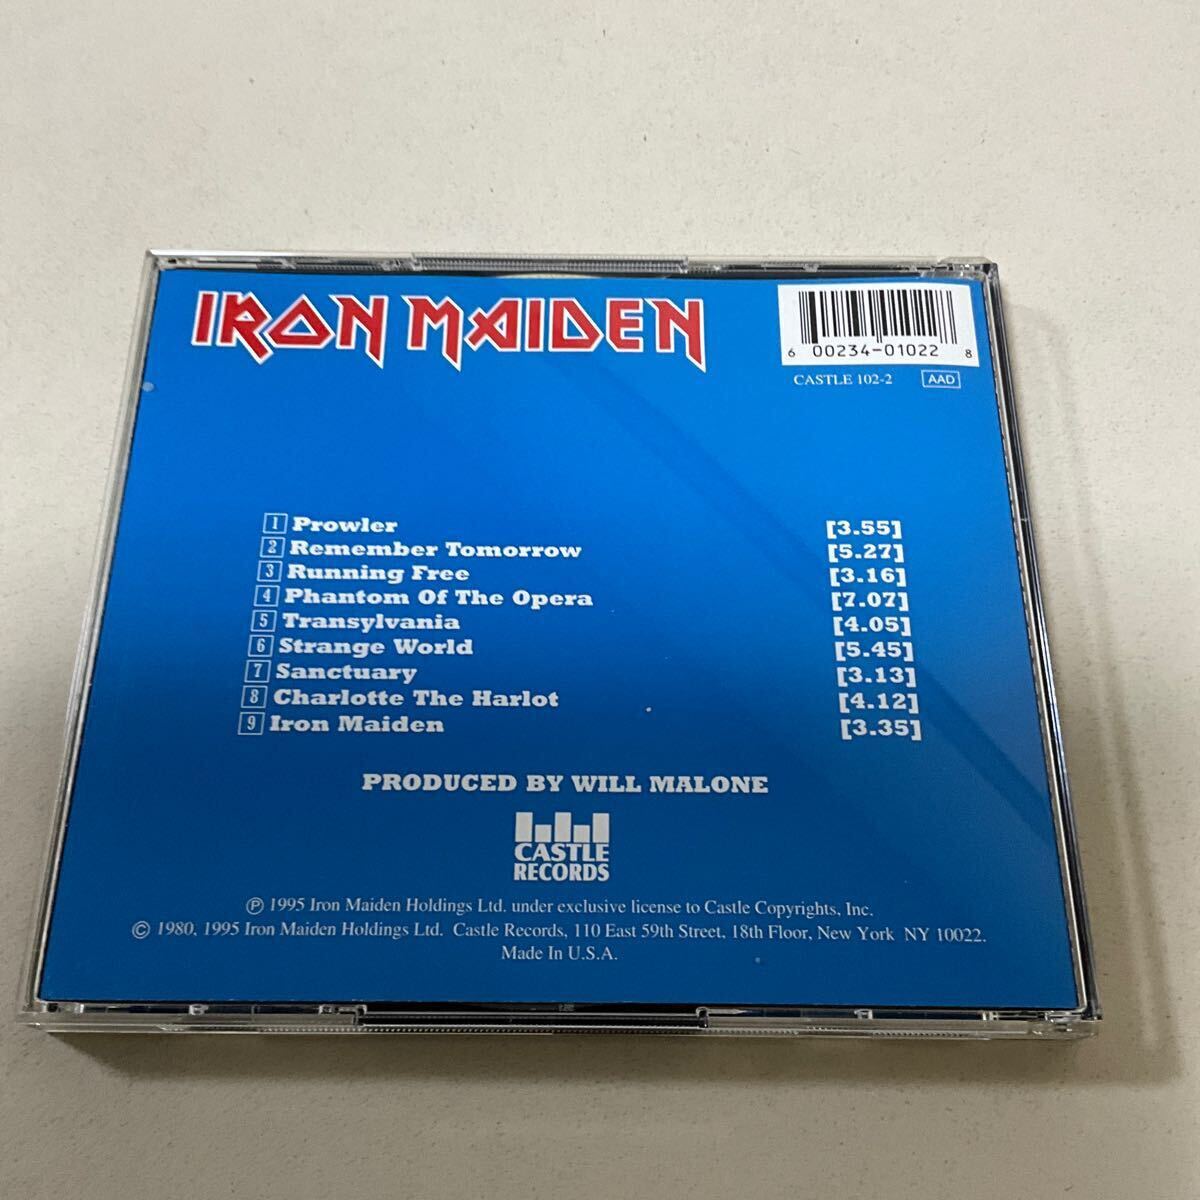 IRON MAIDEN
6 00234-01022 8
CASTLE 102-2 AAD
1 Prowler [3.55]
2 Remember Tomorrow [5.27]
3 Running Free [3.16]
4 Phantom Of The Opera [7.07]
5 Transylvania [4.05]
6 Strange World [5.45]
7 Sanctuary [3.13]
8 Charlotte The Harlot [4.12]
9 Iron Maiden [3.35]
PRODUCED BY WILL MALONE
CASTLE
RECORDS
℗ 1995 Iron Maiden Holdings Ltd. under exclusive license to Castle Copyrights, Inc.
© 1980, 1995 Iron Maiden Holdings Ltd. Castle Records, 110 East 59th Street, 18th Floor, New York NY 10022.
Made In U.S.A.